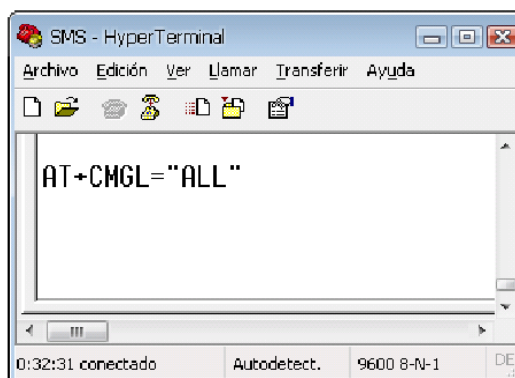 SMS - HyperTerminal
Archivo Edición Ver Llamar Transferir Ayuda
AT+CMGL="ALL"
0:32:31 conectado Autodetect. 9600 8-N-1 DE